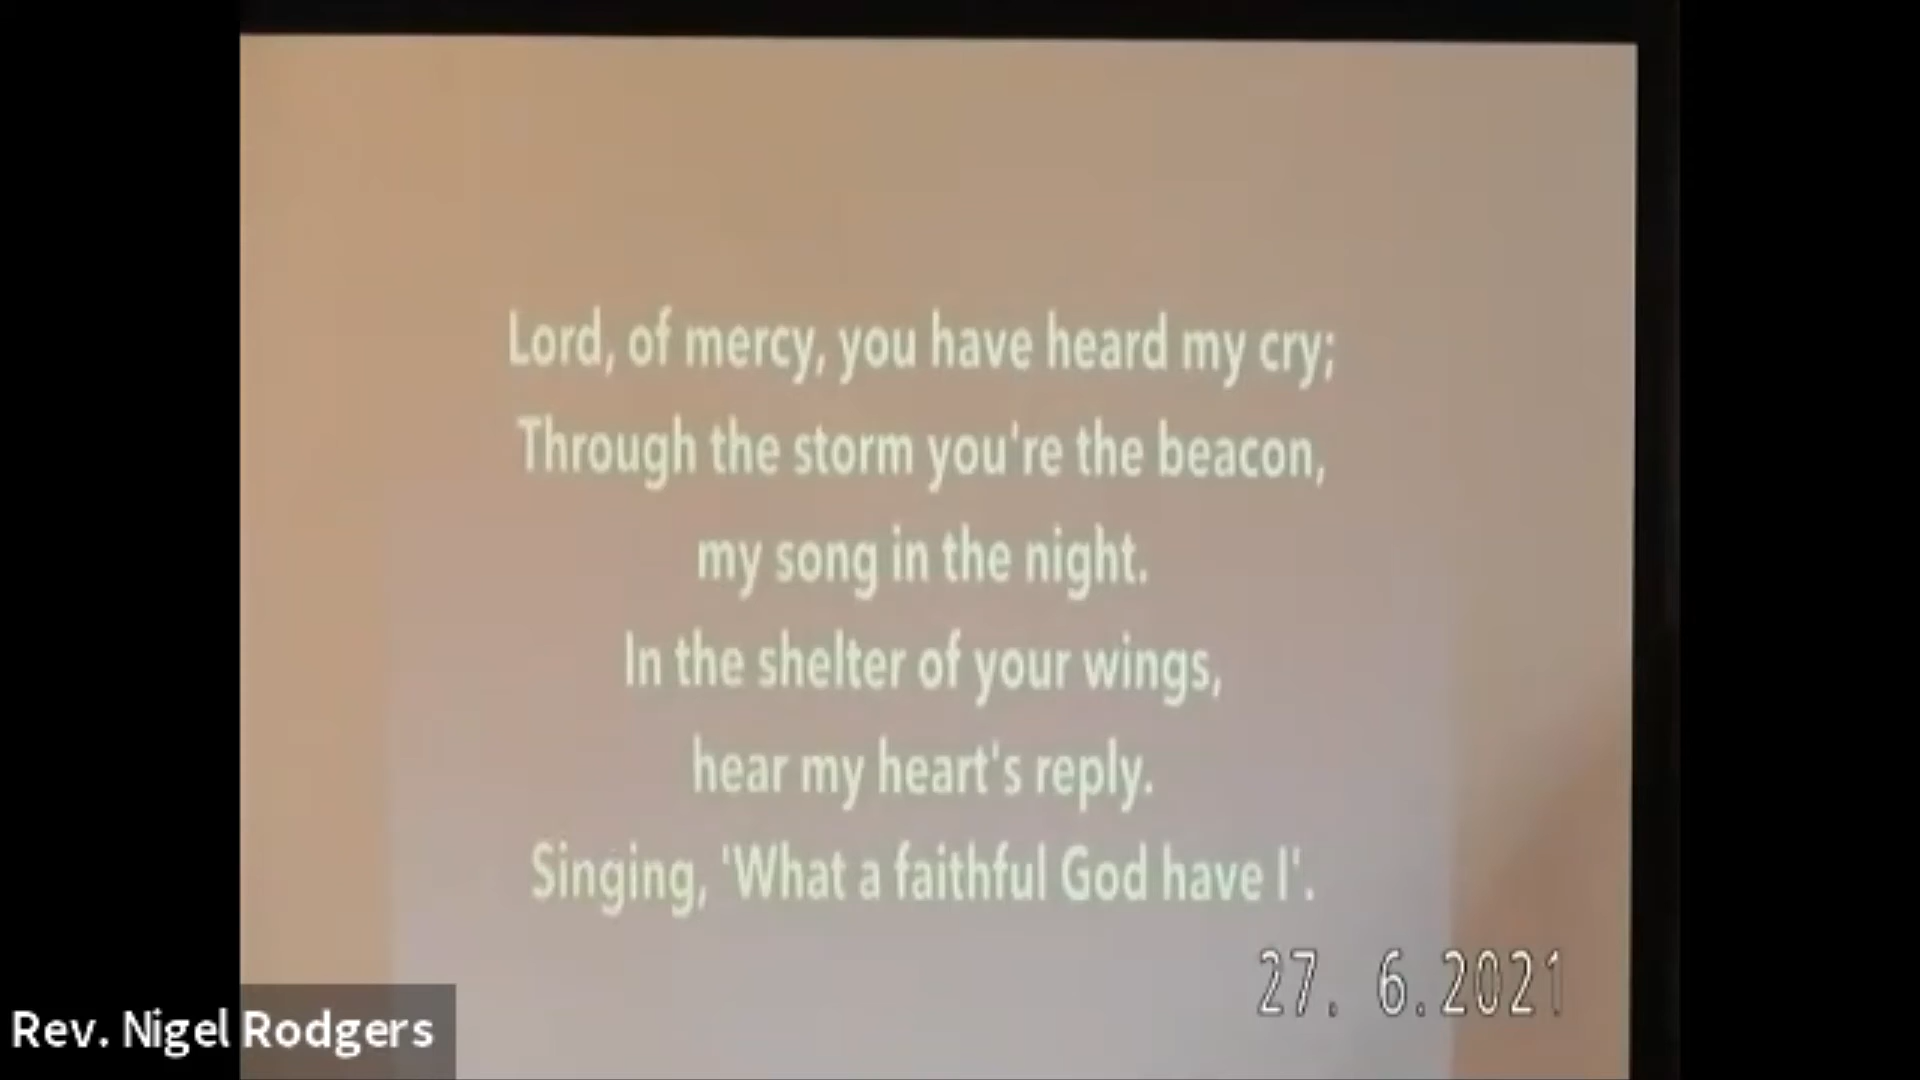 Lord, of mercy, you have heard my cry;
Through the storm you're the beacon,
my song in the night.
In the shelter of your wings,
hear my heart's reply.
Singing, 'What a faithful God have I'.
27. 6.2021
Rev. Nigel Rodgers